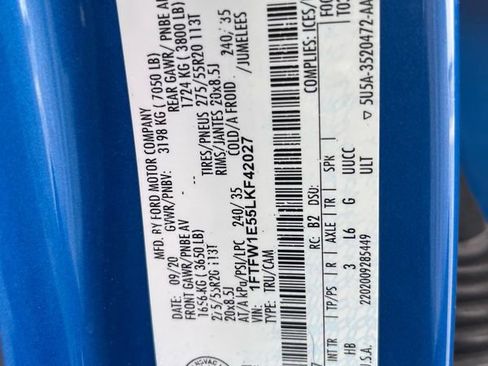 MFD. BY FORD MOTOR COMPANY
09/20
GVWR/PNBV:
3198 KG ( 7050 LB)
FRONT GAWR/ PNBE AV
REAR GAWR/ PNBE AR
1656 KG ( 3650 LB)
1724 KG ( 3800 LB)
275/55R20 113T
TIRES/PNEUS 275/55R20 113T
20x8.5J
RIMS/JANTES 20x8.5J
AT/A kPa/PSI/LPC 240/ 35
COLD/A FROID 240/ 35
/JUMELEES
VIN: 1FTFW1E55LKF42027
TYPE: TRU/CAM
COMPLIES: ICES/
RC: B2 DSU:
INT TR TP/PS R AXLE TR SPK
HB 3 L6 G UUCC
2202009285449 ULT
5U5A-3520472-AA
U.S.A.